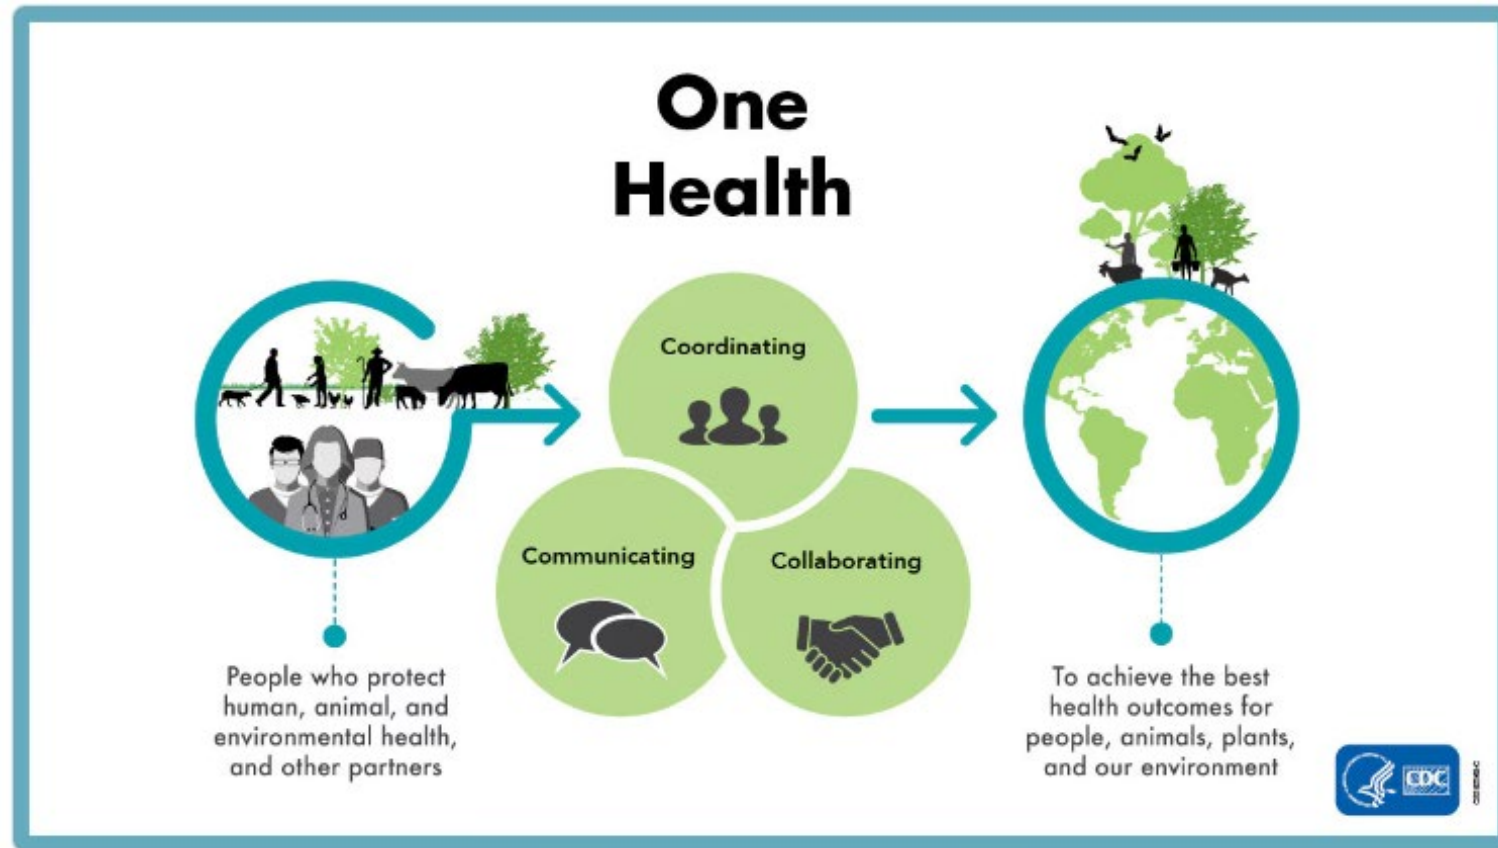 One
Health
Coordinating
Communicating
Collaborating
People who protect
human, animal, and
environmental health,
and other partners
To achieve the best
health outcomes for
people, animals, plants,
and our environment
CDC